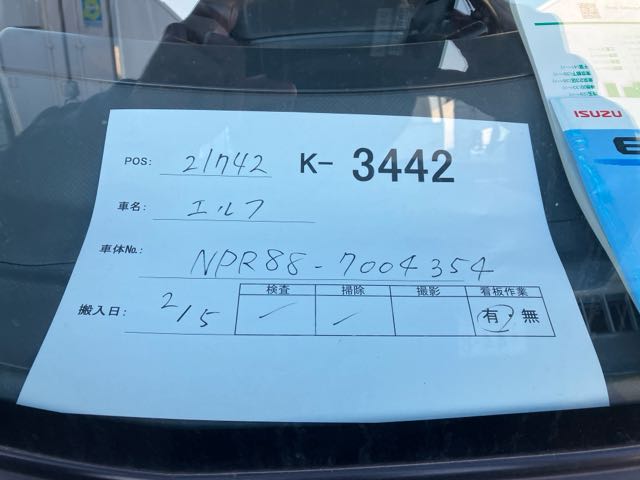 POS: 21742 K-3442
車名: エルフ
車体No.: NPR88-7004354
搬入日: 2/5
検査 掃除 撮影 看板作業
有・無
ISUZU